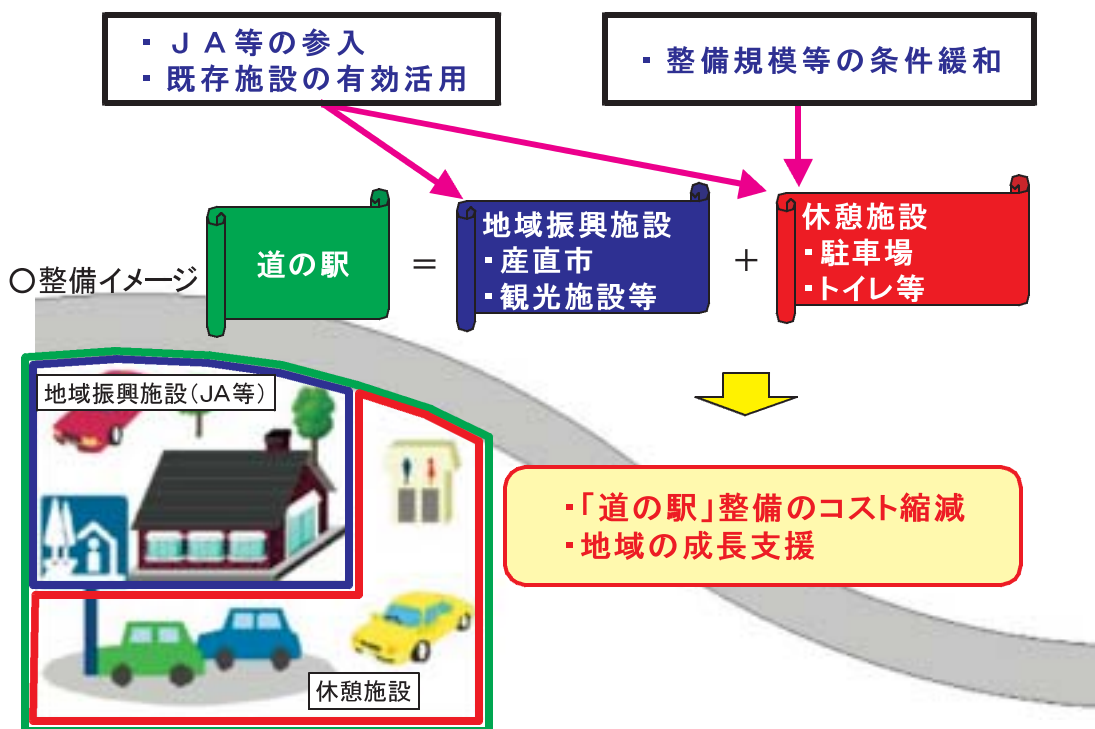 ・ＪＡ等の参入
・既存施設の有効活用
・整備規模等の条件緩和
道の駅
＝
地域振興施設
・産直市
・観光施設等
＋
休憩施設
・駐車場
・トイレ等
○整備イメージ
地域振興施設（JA等）
・「道の駅」整備のコスト縮減
・地域の成長支援
休憩施設